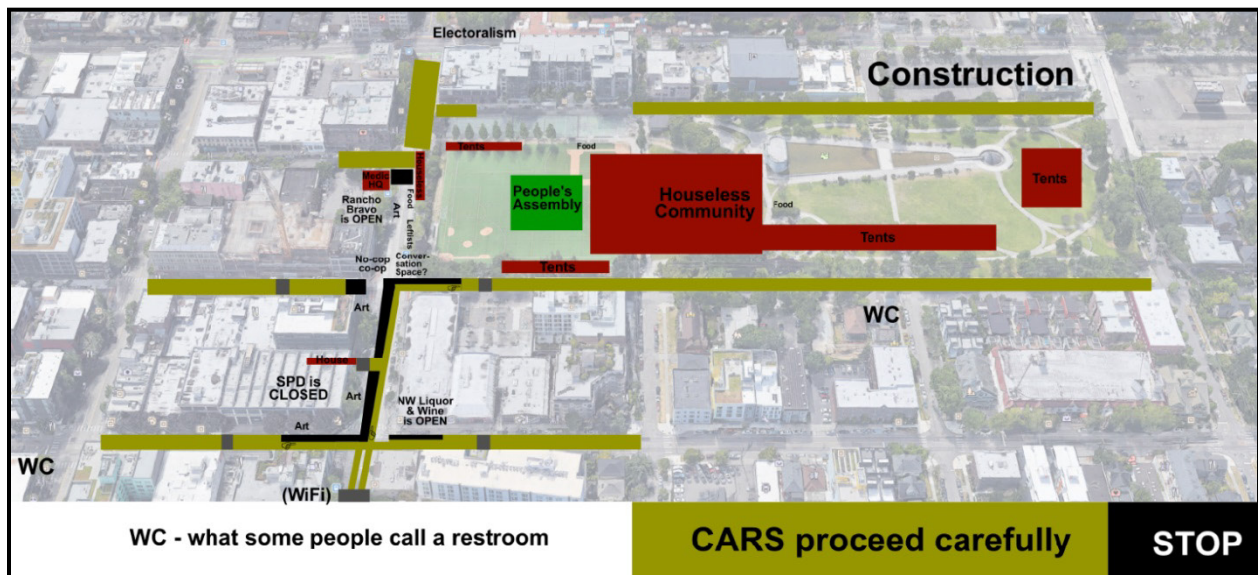 Electoralism
Construction
Tents
Food
Medic
HQ
Houseless
Rancho
Bravo
is OPEN
Art
Food
Leftists
People's
Assembly
Houseless
Community
Tents
Food
Tents
Tents
No-cop
co-op
Conver-
sation
Space?
Art
WC
House
SPD is
CLOSED
Art
NW Liquor
& Wine
is OPEN
Art
WC
(WiFi)
WC - what some people call a restroom
CARS proceed carefully
STOP